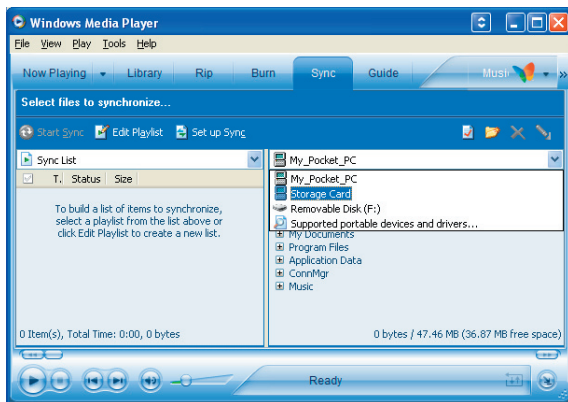 Windows Media Player
File View Play Tools Help
Now Playing Library Rip Burn Sync Guide Music
Select files to synchronize...
Start Sync Edit Playlist Set up Sync
Sync List
My_Pocket_PC
T. Status Size
My_Pocket_PC
Storage Card
Removable Disk (F:)
Supported portable devices and drivers...
To build a list of items to synchronize,
select a playlist from the list above or
click Edit Playlist to create a new list.
My Documents
Program Files
Application Data
ConnMgr
Music
0 Item(s), Total Time: 0:00, 0 bytes
0 bytes / 47.46 MB (36.87 MB free space)
Ready